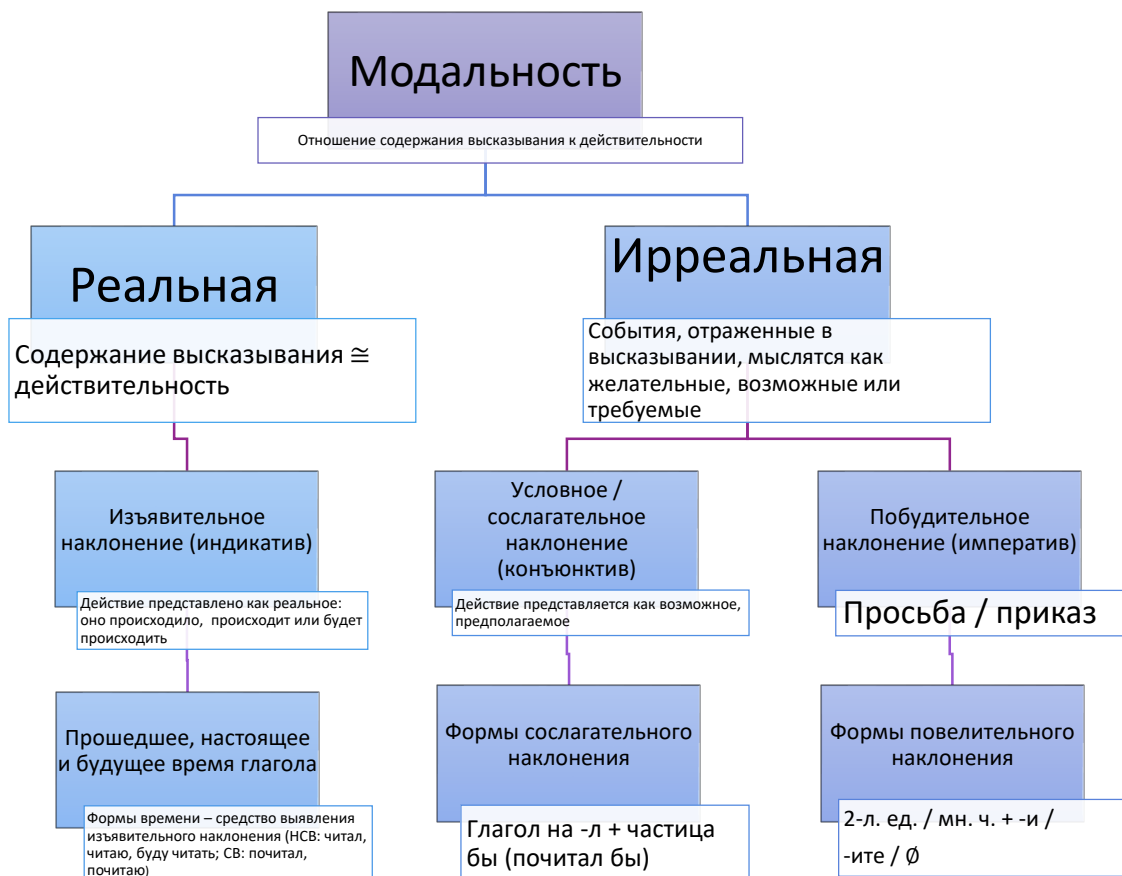 Модальность
Отношение содержания высказывания к действительности
Реальная
Содержание высказывания ≅
действительность
Ирреальная
События, отраженные в
высказывании, мыслятся как
желательные, возможные или
требуемые
Изъявительное
наклонение (индикатив)
Действие представлено как реальное:
оно происходило, происходит или будет
происходить
Условное /
сослагательное
наклонение
(конъюнктив)
Действие представляется как возможное,
предполагаемое
Побудительное
наклонение (императив)
Просьба / приказ
Прошедшее, настоящее
и будущее время глагола
Формы времени – средство выявления
изъявительного наклонения (НСВ: читал,
читаю, буду читать; СВ: почитал,
почитаю)
Формы сослагательного
наклонения
Глагол на -л + частица
бы (почитал бы)
Формы повелительного
наклонения
2-л. ед. / мн. ч. + -и /
-ите / Ø